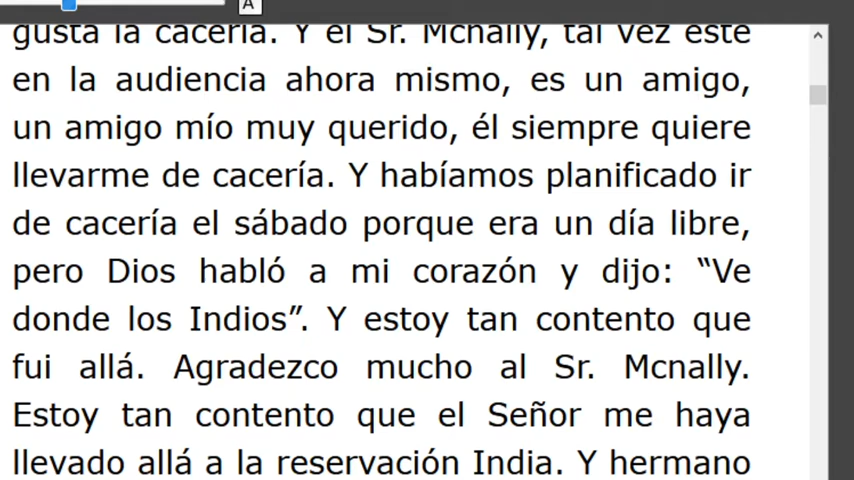 A
gusta la cacería. Y el Sr. Mcnally, tal vez esté
en la audiencia ahora mismo, es un amigo,
un amigo mío muy querido, él siempre quiere
llevarme de cacería. Y habíamos planificado ir
de cacería el sábado porque era un día libre,
pero Dios habló a mi corazón y dijo: “Ve
donde los Indios”. Y estoy tan contento que
fui allá. Agradezco mucho al Sr. Mcnally.
Estoy tan contento que el Señor me haya
llevado allá a la reservación India. Y hermano